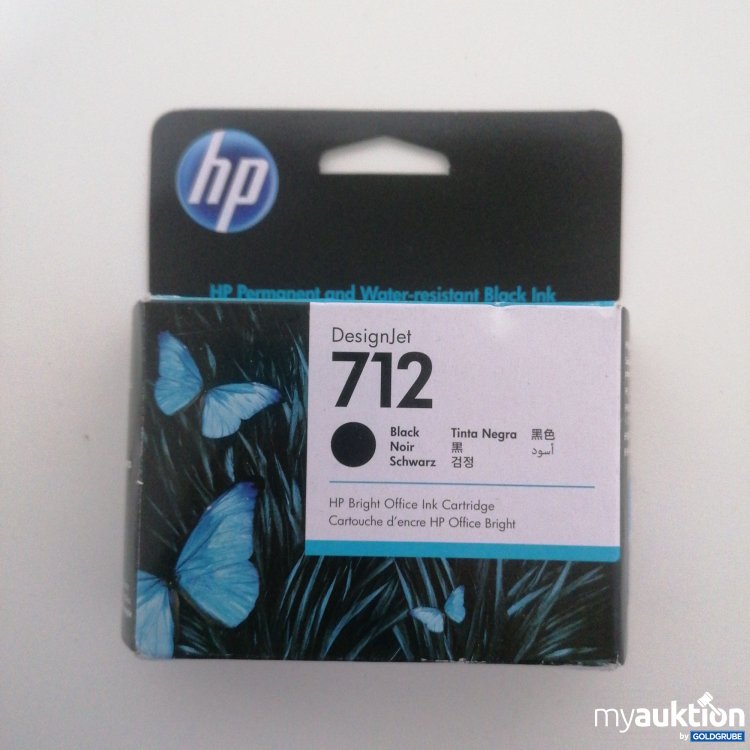 hp
HP Permanent and Water-resistant Black Ink
DesignJet
712
Black Tinta Negra 黑色
Noir 黒 أسود
Schwarz 검정
HP Bright Office Ink Cartridge
Cartouche d'encre HP Office Bright
myauktion
by GOLDGRUBE